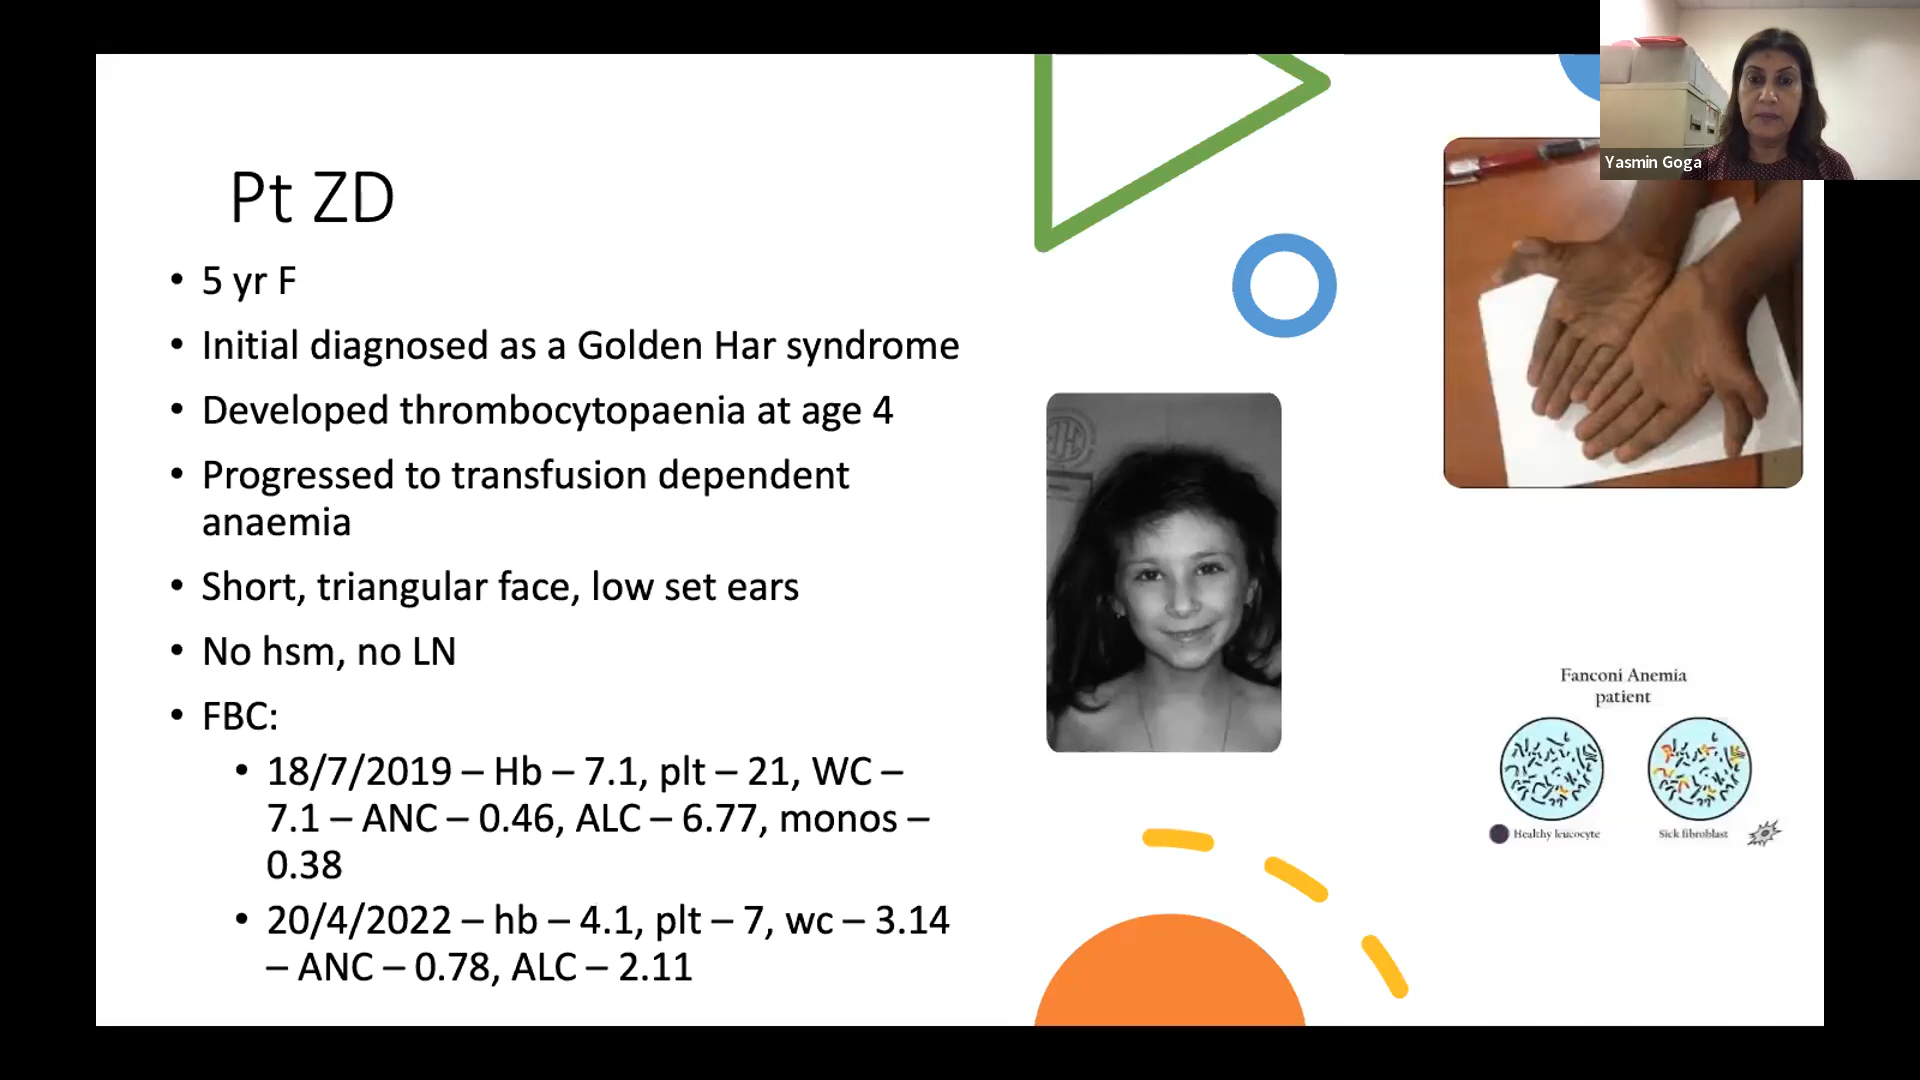 Yasmin Goga
Pt ZD
• 5 yr F
• Initial diagnosed as a Golden Har syndrome
• Developed thrombocytopaenia at age 4
• Progressed to transfusion dependent
anaemia
• Short, triangular face, low set ears
• No hsm, no LN
• FBC:
• 18/7/2019 – Hb – 7.1, plt – 21, WC –
7.1 – ANC – 0.46, ALC – 6.77, monos –
0.38
• 20/4/2022 – hb – 4.1, plt – 7, wc – 3.14
– ANC – 0.78, ALC – 2.11
Fanconi Anemia
patient
Healthy leucocyte
Sick fibroblast